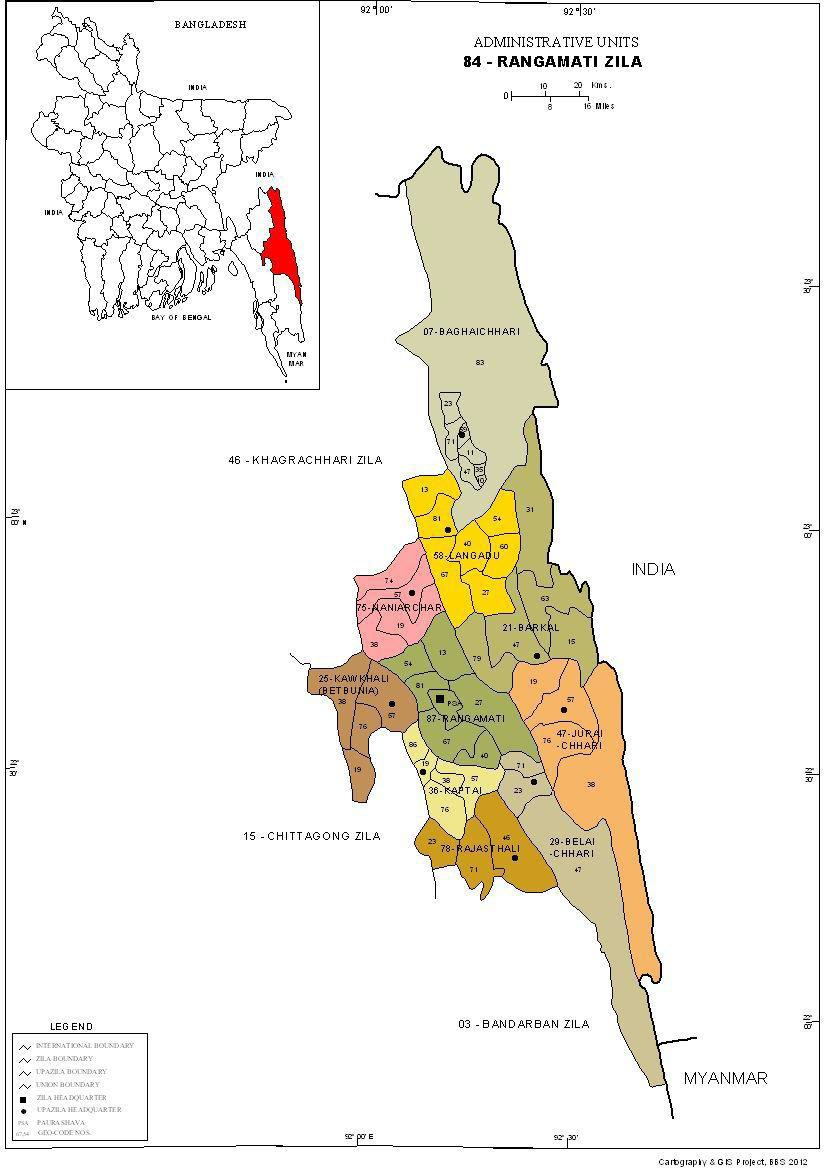 92° 00'
92° 30'
BANGLADESH
INDIA
INDIA
INDIA
BAY OF BENGAL
MYAN
MAR
ADMINISTRATIVE UNITS
84 - RANGAMATI ZILA
10 20 Kms.
0
8 16 Miles
07-BAGHAICHHARI
83
23
71
11
47
35
46 - KHAGRACHHARI ZILA
13
81
54
31
40
60
58-LANGADU
67
27
INDIA
74
57
75-NANIARCHAR
19
38
63
21-BARKAL
47
15
79
13
54
25-KAWKHALI
(BETBUNIA)
38
57
76
19
81
PSA
27
87-RANGAMATI
67
40
19
57
47-JURAI
-CHHARI
76
38
86
19
38
57
36-KAPTAI
76
71
23
15 - CHITTAGONG ZILA
23
46
78-RAJASTHALI
71
29-BELAI
-CHHARI
47
03 - BANDARBAN ZILA
MYANMAR
LEGEND
INTERNATIONAL BOUNDARY
ZILA BOUNDARY
UPAZILA BOUNDARY
UNION BOUNDARY
ZILA HEADQUARTER
UPAZILA HEADQUARTER
PSA PAURASHAVA
67,54 GEO-CODE NOS.
92° 00' E
92° 30'
Cartography & GIS Project, BBS 2012